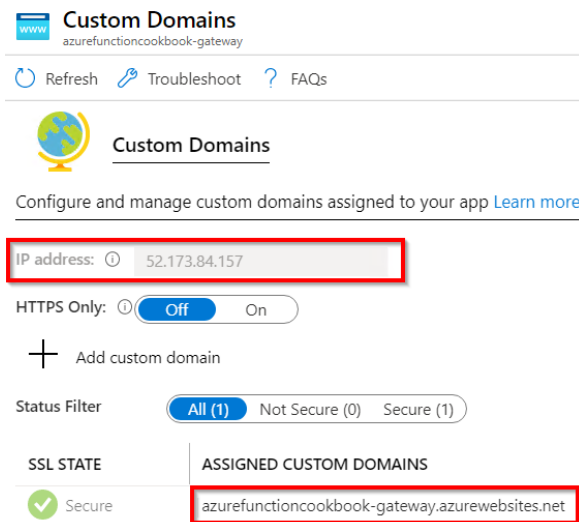 www
Custom Domains
azurefunctioncookbook-gateway
Refresh Troubleshoot ? FAQs
Custom Domains
Configure and manage custom domains assigned to your app Learn more
IP address: 52.173.84.157
HTTPS Only: Off On
Add custom domain
Status Filter All (1) Not Secure (0) Secure (1)
SSL STATE ASSIGNED CUSTOM DOMAINS
Secure azurefunctioncookbook-gateway.azurewebsites.net